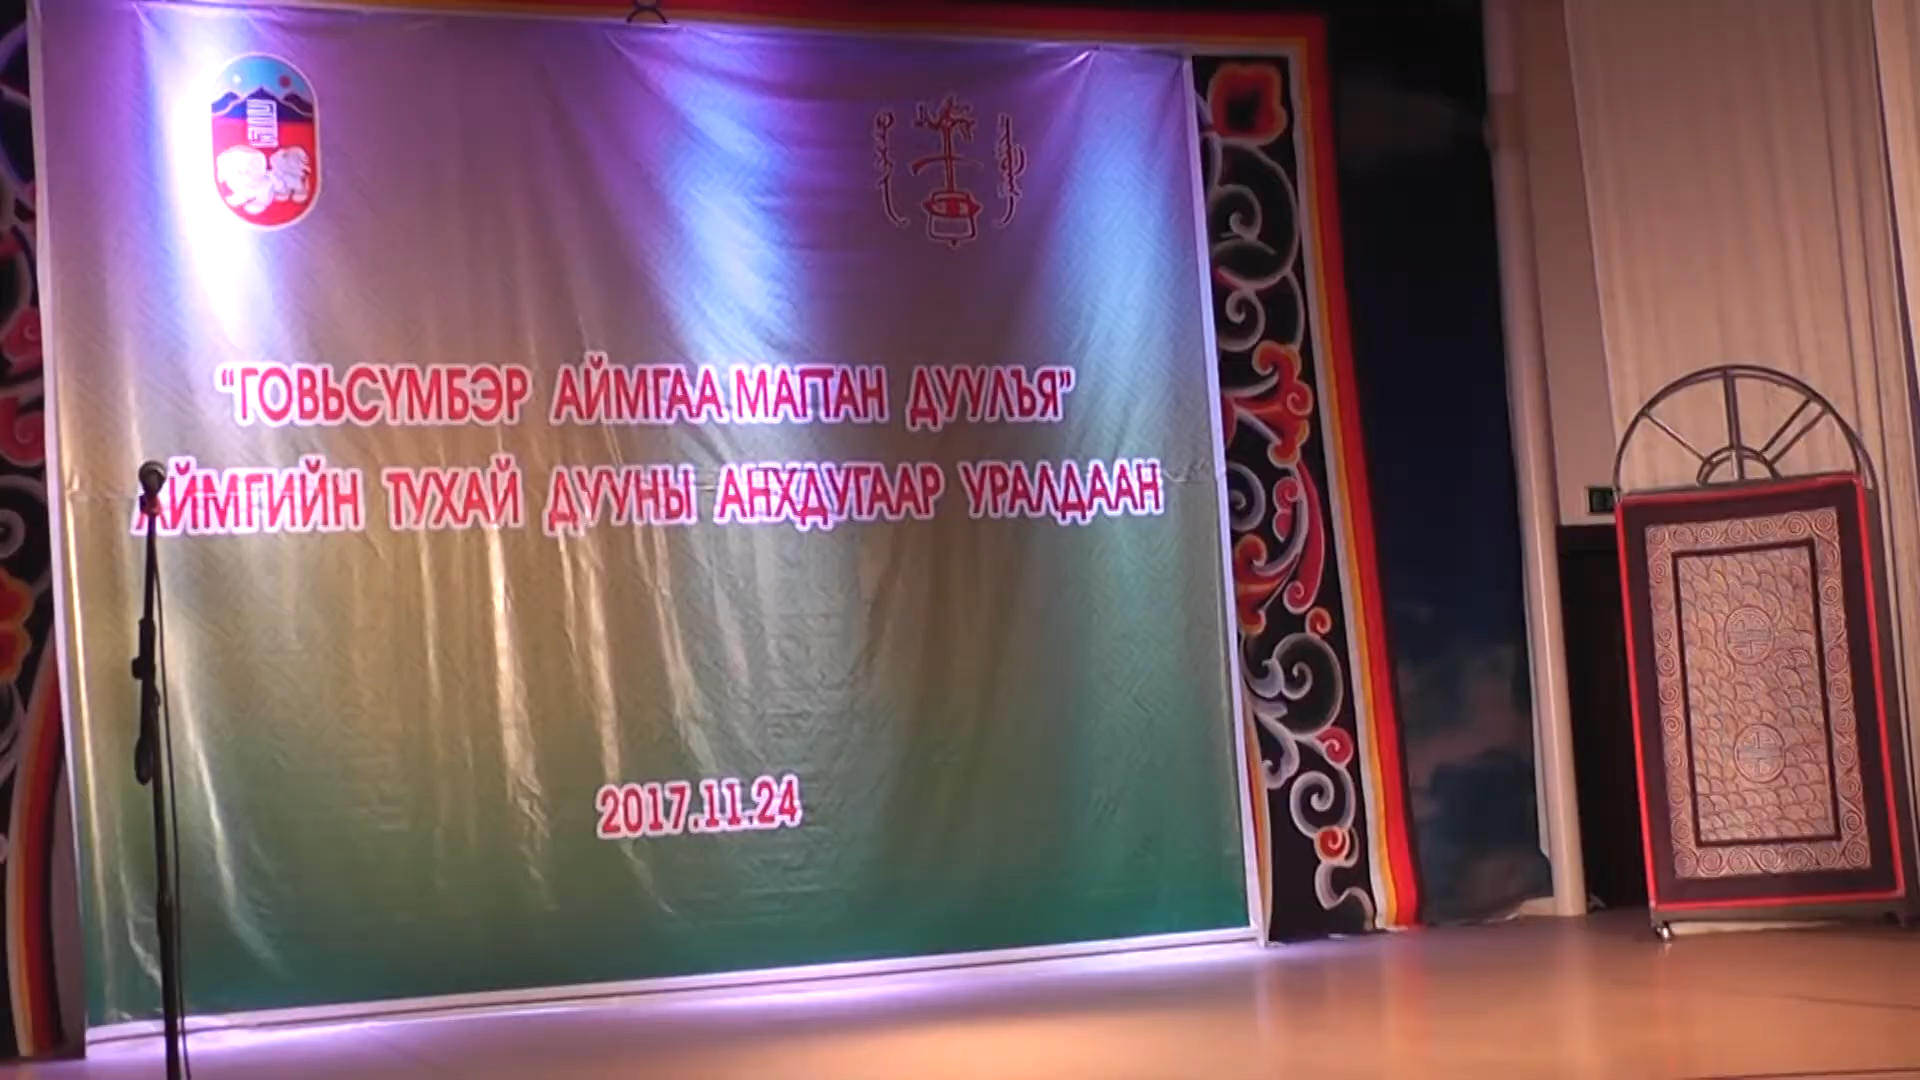 “ГОВЬСҮМБЭР АЙМГАА МАГТАН ДУУЛЪЯ”
АЙМГИЙН ТУХАЙ ДУУНЫ АНХДУГААР УРАЛДААН
2017.11.24